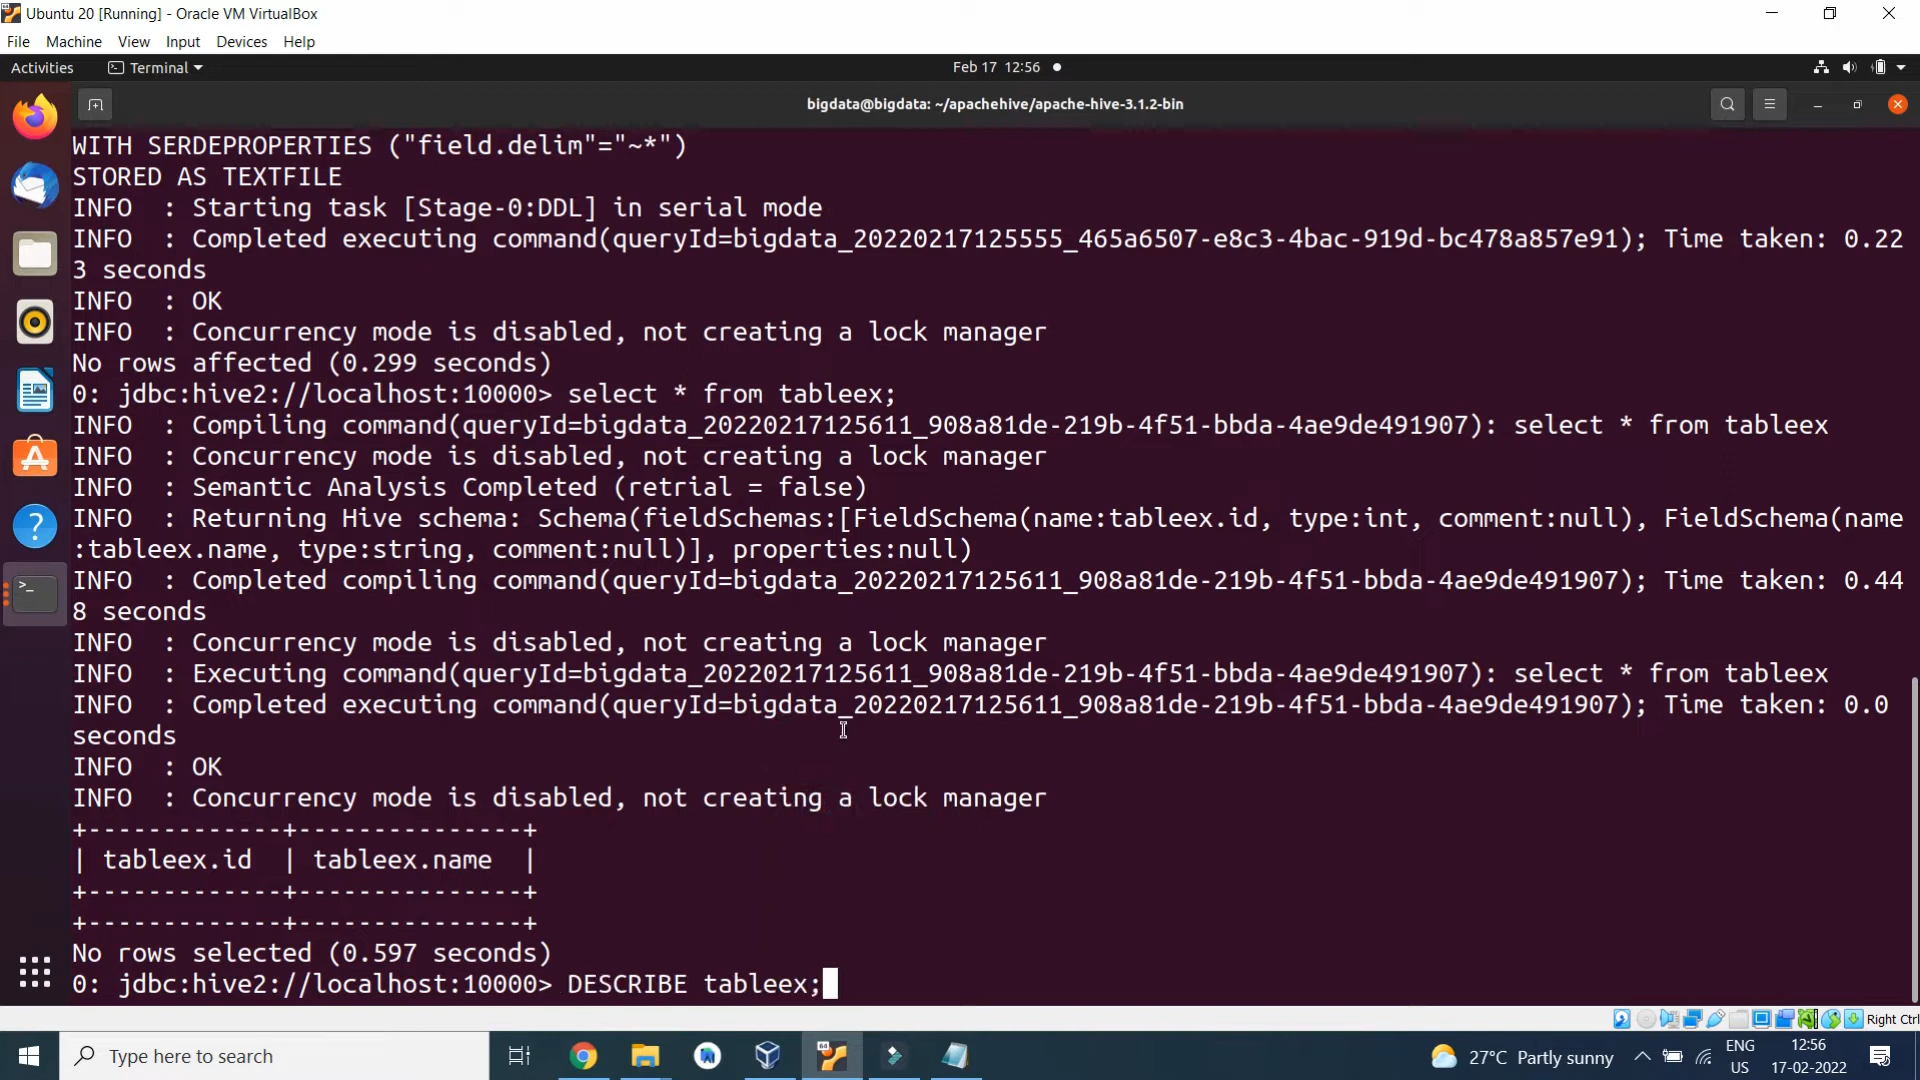 Ubuntu 20 [Running] - Oracle VM VirtualBox
File Machine View Input Devices Help
Activities Terminal Feb 17 12:56
bigdata@bigdata: ~/apachehive/apache-hive-3.1.2-bin
WITH SERDEPROPERTIES ("field.delim"="~*")
STORED AS TEXTFILE
INFO  : Starting task [Stage-0:DDL] in serial mode
INFO  : Completed executing command(queryId=bigdata_20220217125555_465a6507-e8c3-4bac-919d-bc478a857e91); Time taken: 0.22
3 seconds
INFO  : OK
INFO  : Concurrency mode is disabled, not creating a lock manager
No rows affected (0.299 seconds)
0: jdbc:hive2://localhost:10000> select * from tableex;
INFO  : Compiling command(queryId=bigdata_20220217125611_908a81de-219b-4f51-bbda-4ae9de491907): select * from tableex
INFO  : Concurrency mode is disabled, not creating a lock manager
INFO  : Semantic Analysis Completed (retrial = false)
INFO  : Returning Hive schema: Schema(fieldSchemas:[FieldSchema(name:tableex.id, type:int, comment:null), FieldSchema(name
:tableex.name, type:string, comment:null)], properties:null)
INFO  : Completed compiling command(queryId=bigdata_20220217125611_908a81de-219b-4f51-bbda-4ae9de491907); Time taken: 0.44
8 seconds
INFO  : Concurrency mode is disabled, not creating a lock manager
INFO  : Executing command(queryId=bigdata_20220217125611_908a81de-219b-4f51-bbda-4ae9de491907): select * from tableex
INFO  : Completed executing command(queryId=bigdata_20220217125611_908a81de-219b-4f51-bbda-4ae9de491907); Time taken: 0.0
seconds
INFO  : OK
INFO  : Concurrency mode is disabled, not creating a lock manager
+-------------+---------------+
| tableex.id  | tableex.name  |
+-------------+---------------+
+-------------+---------------+
No rows selected (0.597 seconds)
0: jdbc:hive2://localhost:10000> DESCRIBE tableex;
Right Ctrl
Type here to search
27°C Partly sunny
ENG
US
12:56
17-02-2022